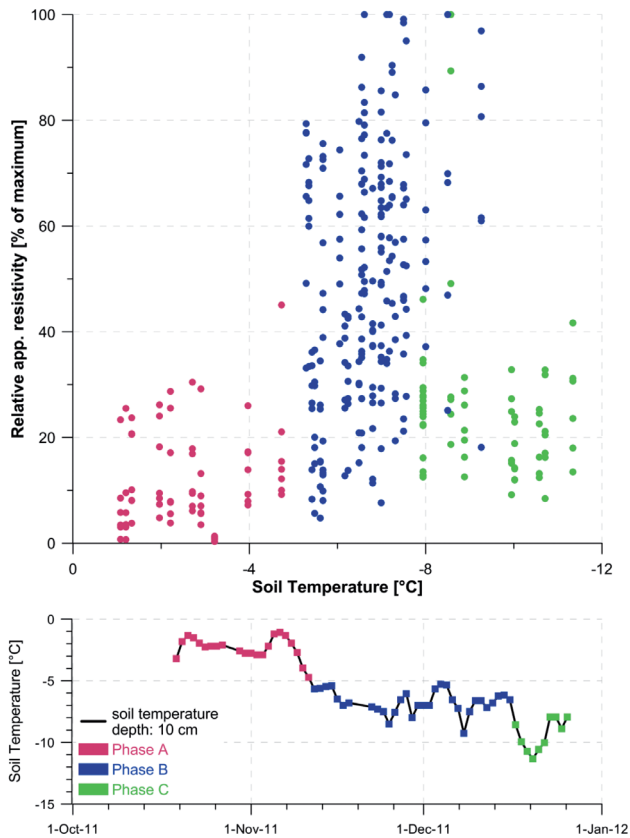 100
80
60
40
20
0
Relative app. resistivity [% of maximum]
0
-4
-8
-12
Soil Temperature [°C]
0
-5
-10
-15
Soil Temperature [°C]
soil temperature
depth: 10 cm
Phase A
Phase B
Phase C
1-Oct-11
1-Nov-11
1-Dec-11
1-Jan-12